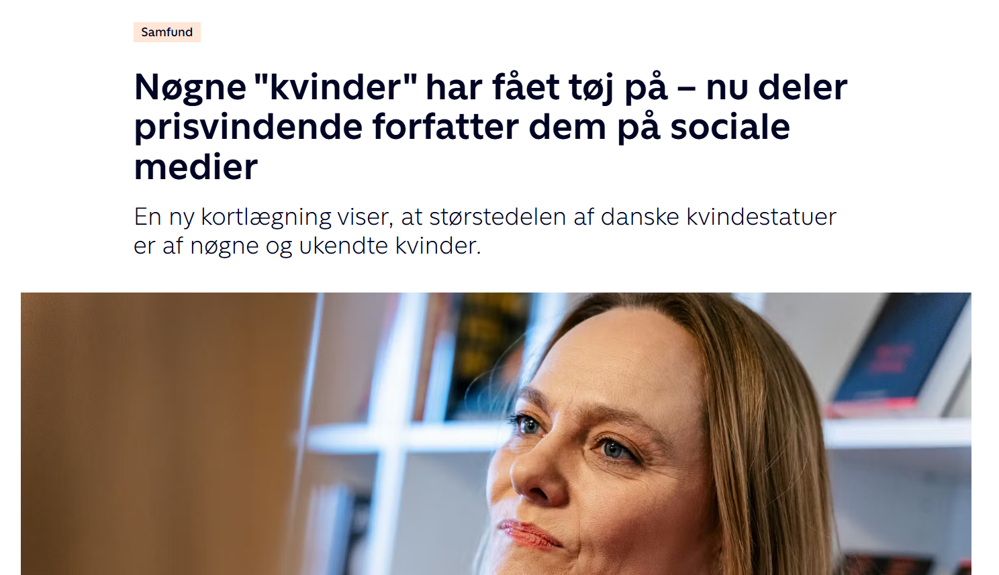 Samfund
Nøgne "kvinder" har fået tøj på – nu deler
prisvindende forfatter dem på sociale
medier
En ny kortlægning viser, at størstedelen af danske kvindestatuer
er af nøgne og ukendte kvinder.